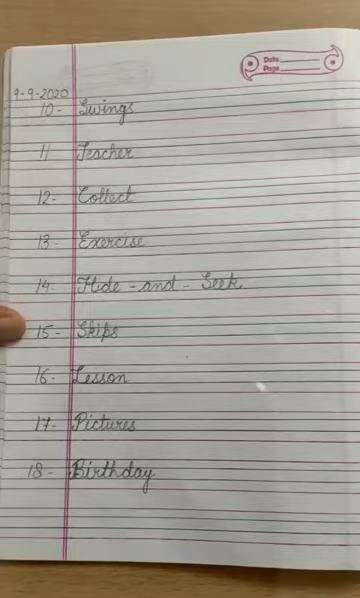 Date
Page
9-9-2020
10- Swings
11 Teacher
12- Collect
13- Exercise
14- Hide-and-Seek
15- Skips
16- Lesson
17- Pictures
18- Birthday